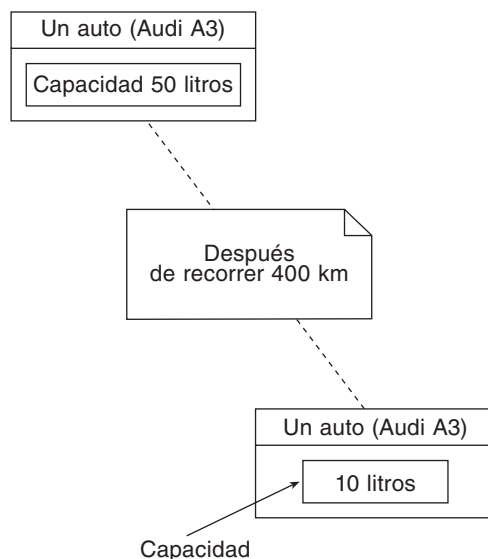 Un auto (Audi A3)
Capacidad 50 litros
Después
de recorrer 400 km
Un auto (Audi A3)
10 litros
Capacidad